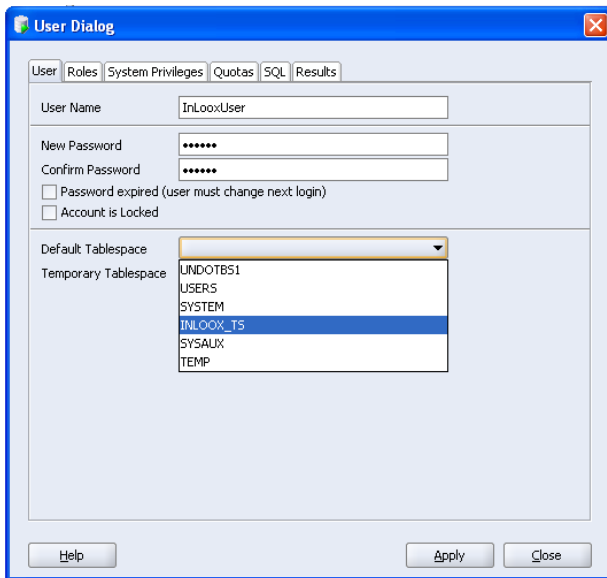 User Dialog
User Roles System Privileges Quotas SQL Results
User Name InLooxUser
New Password ••••••
Confirm Password ••••••
Password expired (user must change next login)
Account is Locked
Default Tablespace
Temporary Tablespace
UNDOTBS1
USERS
SYSTEM
INLOOX_TS
SYSAUX
TEMP
Help Apply Close